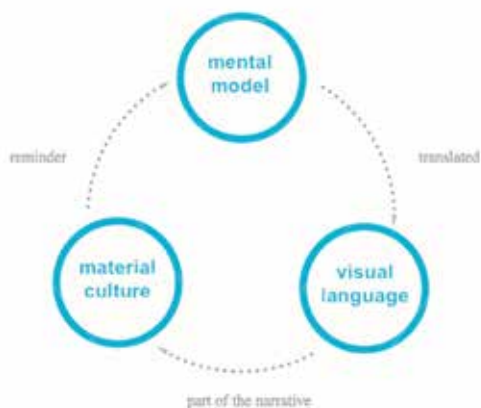 mental
model
reminder
translated
material
culture
visual
language
part of the narrative